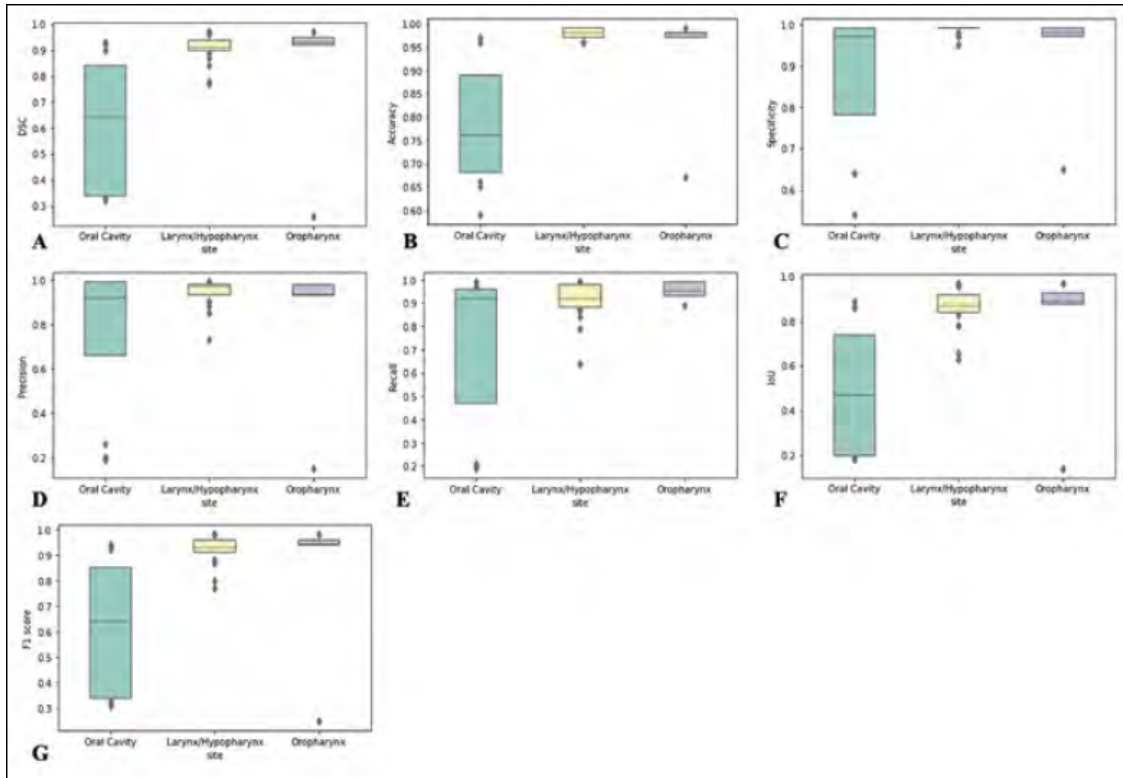 1.0
0.9
0.8
0.7
0.6
0.5
0.4
0.3
DSC
A
Oral Cavity Larynx/Hypopharynx Oropharynx
site
1.00
0.95
0.90
0.85
0.80
0.75
0.70
0.65
0.60
Accuracy
B
Oral Cavity Larynx/Hypopharynx Oropharynx
site
1.0
0.9
0.8
0.7
0.6
Specificity
C
Oral Cavity Larynx/Hypopharynx Oropharynx
site
1.0
0.8
0.6
0.4
0.2
Precision
D
Oral Cavity Larynx/Hypopharynx Oropharynx
site
1.0
0.9
0.8
0.7
0.6
0.5
0.4
0.3
0.2
Recall
E
Oral Cavity Larynx/Hypopharynx Oropharynx
site
1.0
0.8
0.6
0.4
0.2
IoU
F
Oral Cavity Larynx/Hypopharynx Oropharynx
site
1.0
0.9
0.8
0.7
0.6
0.5
0.4
0.3
F1 score
G
Oral Cavity Larynx/Hypopharynx Oropharynx
site